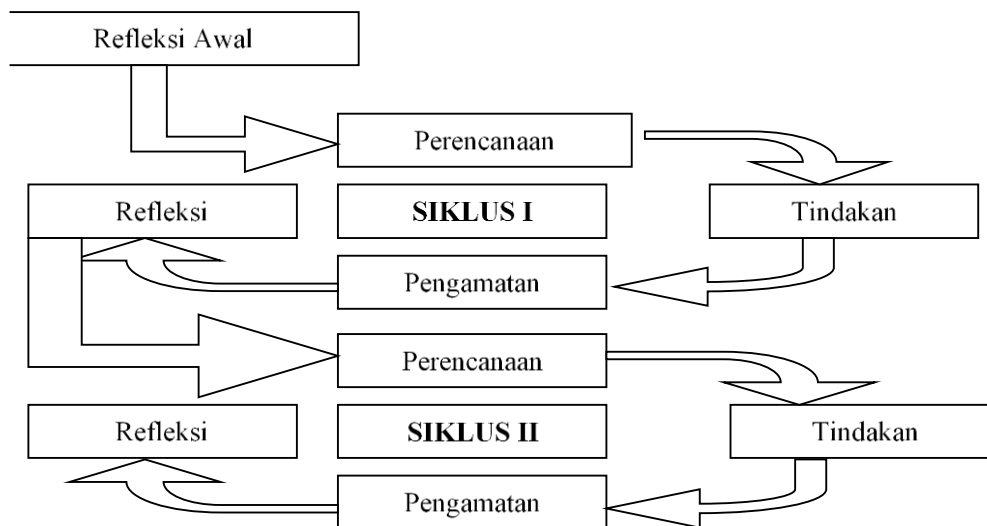 Refleksi Awal
Perencanaan
Refleksi
SIKLUS I
Tindakan
Pengamatan
Perencanaan
Refleksi
SIKLUS II
Tindakan
Pengamatan